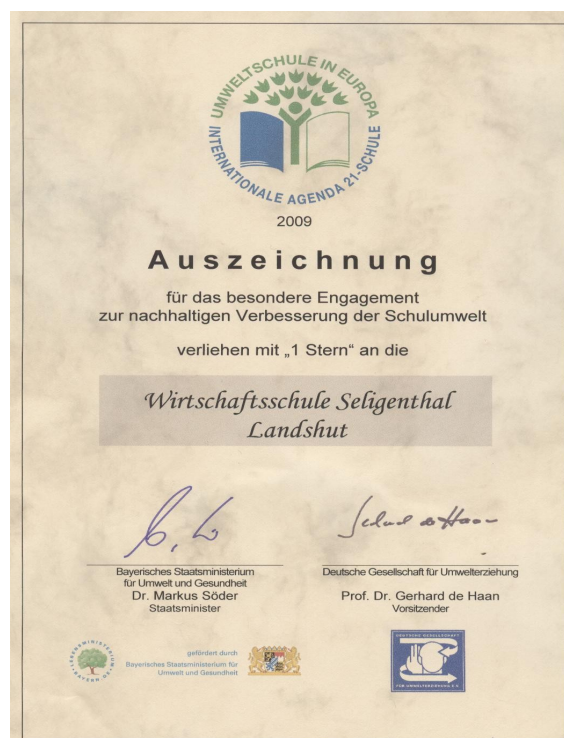 UMWELTSCHULE IN EUROPA
INTERNATIONALE AGENDA 21-SCHULE
2009
Auszeichnung
für das besondere Engagement
zur nachhaltigen Verbesserung der Schulumwelt
verliehen mit „1 Stern“ an die
Wirtschaftsschule Seligenthal
Landshut
Bayerisches Staatsministerium
für Umwelt und Gesundheit
Dr. Markus Söder
Staatsminister
Deutsche Gesellschaft für Umwelterziehung
Prof. Dr. Gerhard de Haan
Vorsitzender
gefördert durch
Bayerisches Staatsministerium für
Umwelt und Gesundheit
DEUTSCHE GESELLSCHAFT
FÜR UMWELTERZIEHUNG E.V.